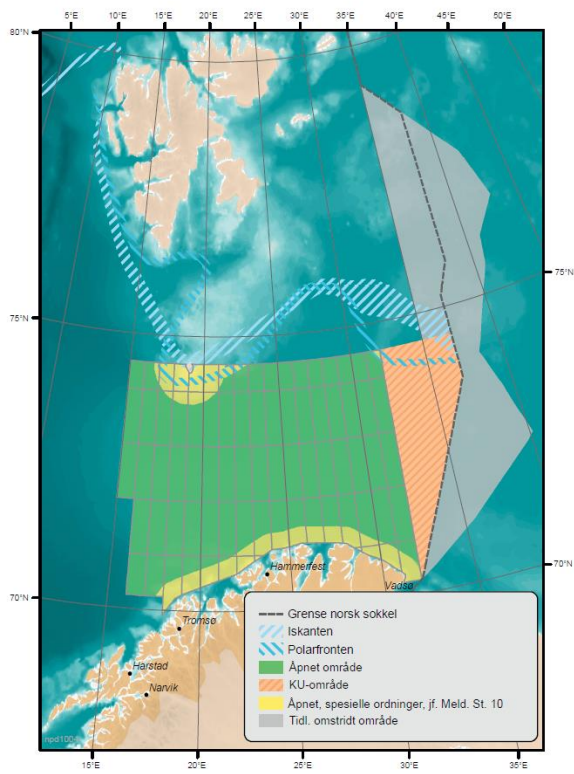 5°E 10°E 15°E 20°E 25°E 30°E 35°E 40°E 45°E 50°E
80°N
75°N
75°N
70°N
70°N
Hammerfest
Vadsø
Tromsø
Harstad
Narvik
Grense norsk sokkel
Iskanten
Polarfronten
Åpnet område
KU-område
Åpnet, spesielle ordninger, jf. Meld. St. 10
Tidl. omstridt område
npd1004
15°E 20°E 25°E 30°E 35°E